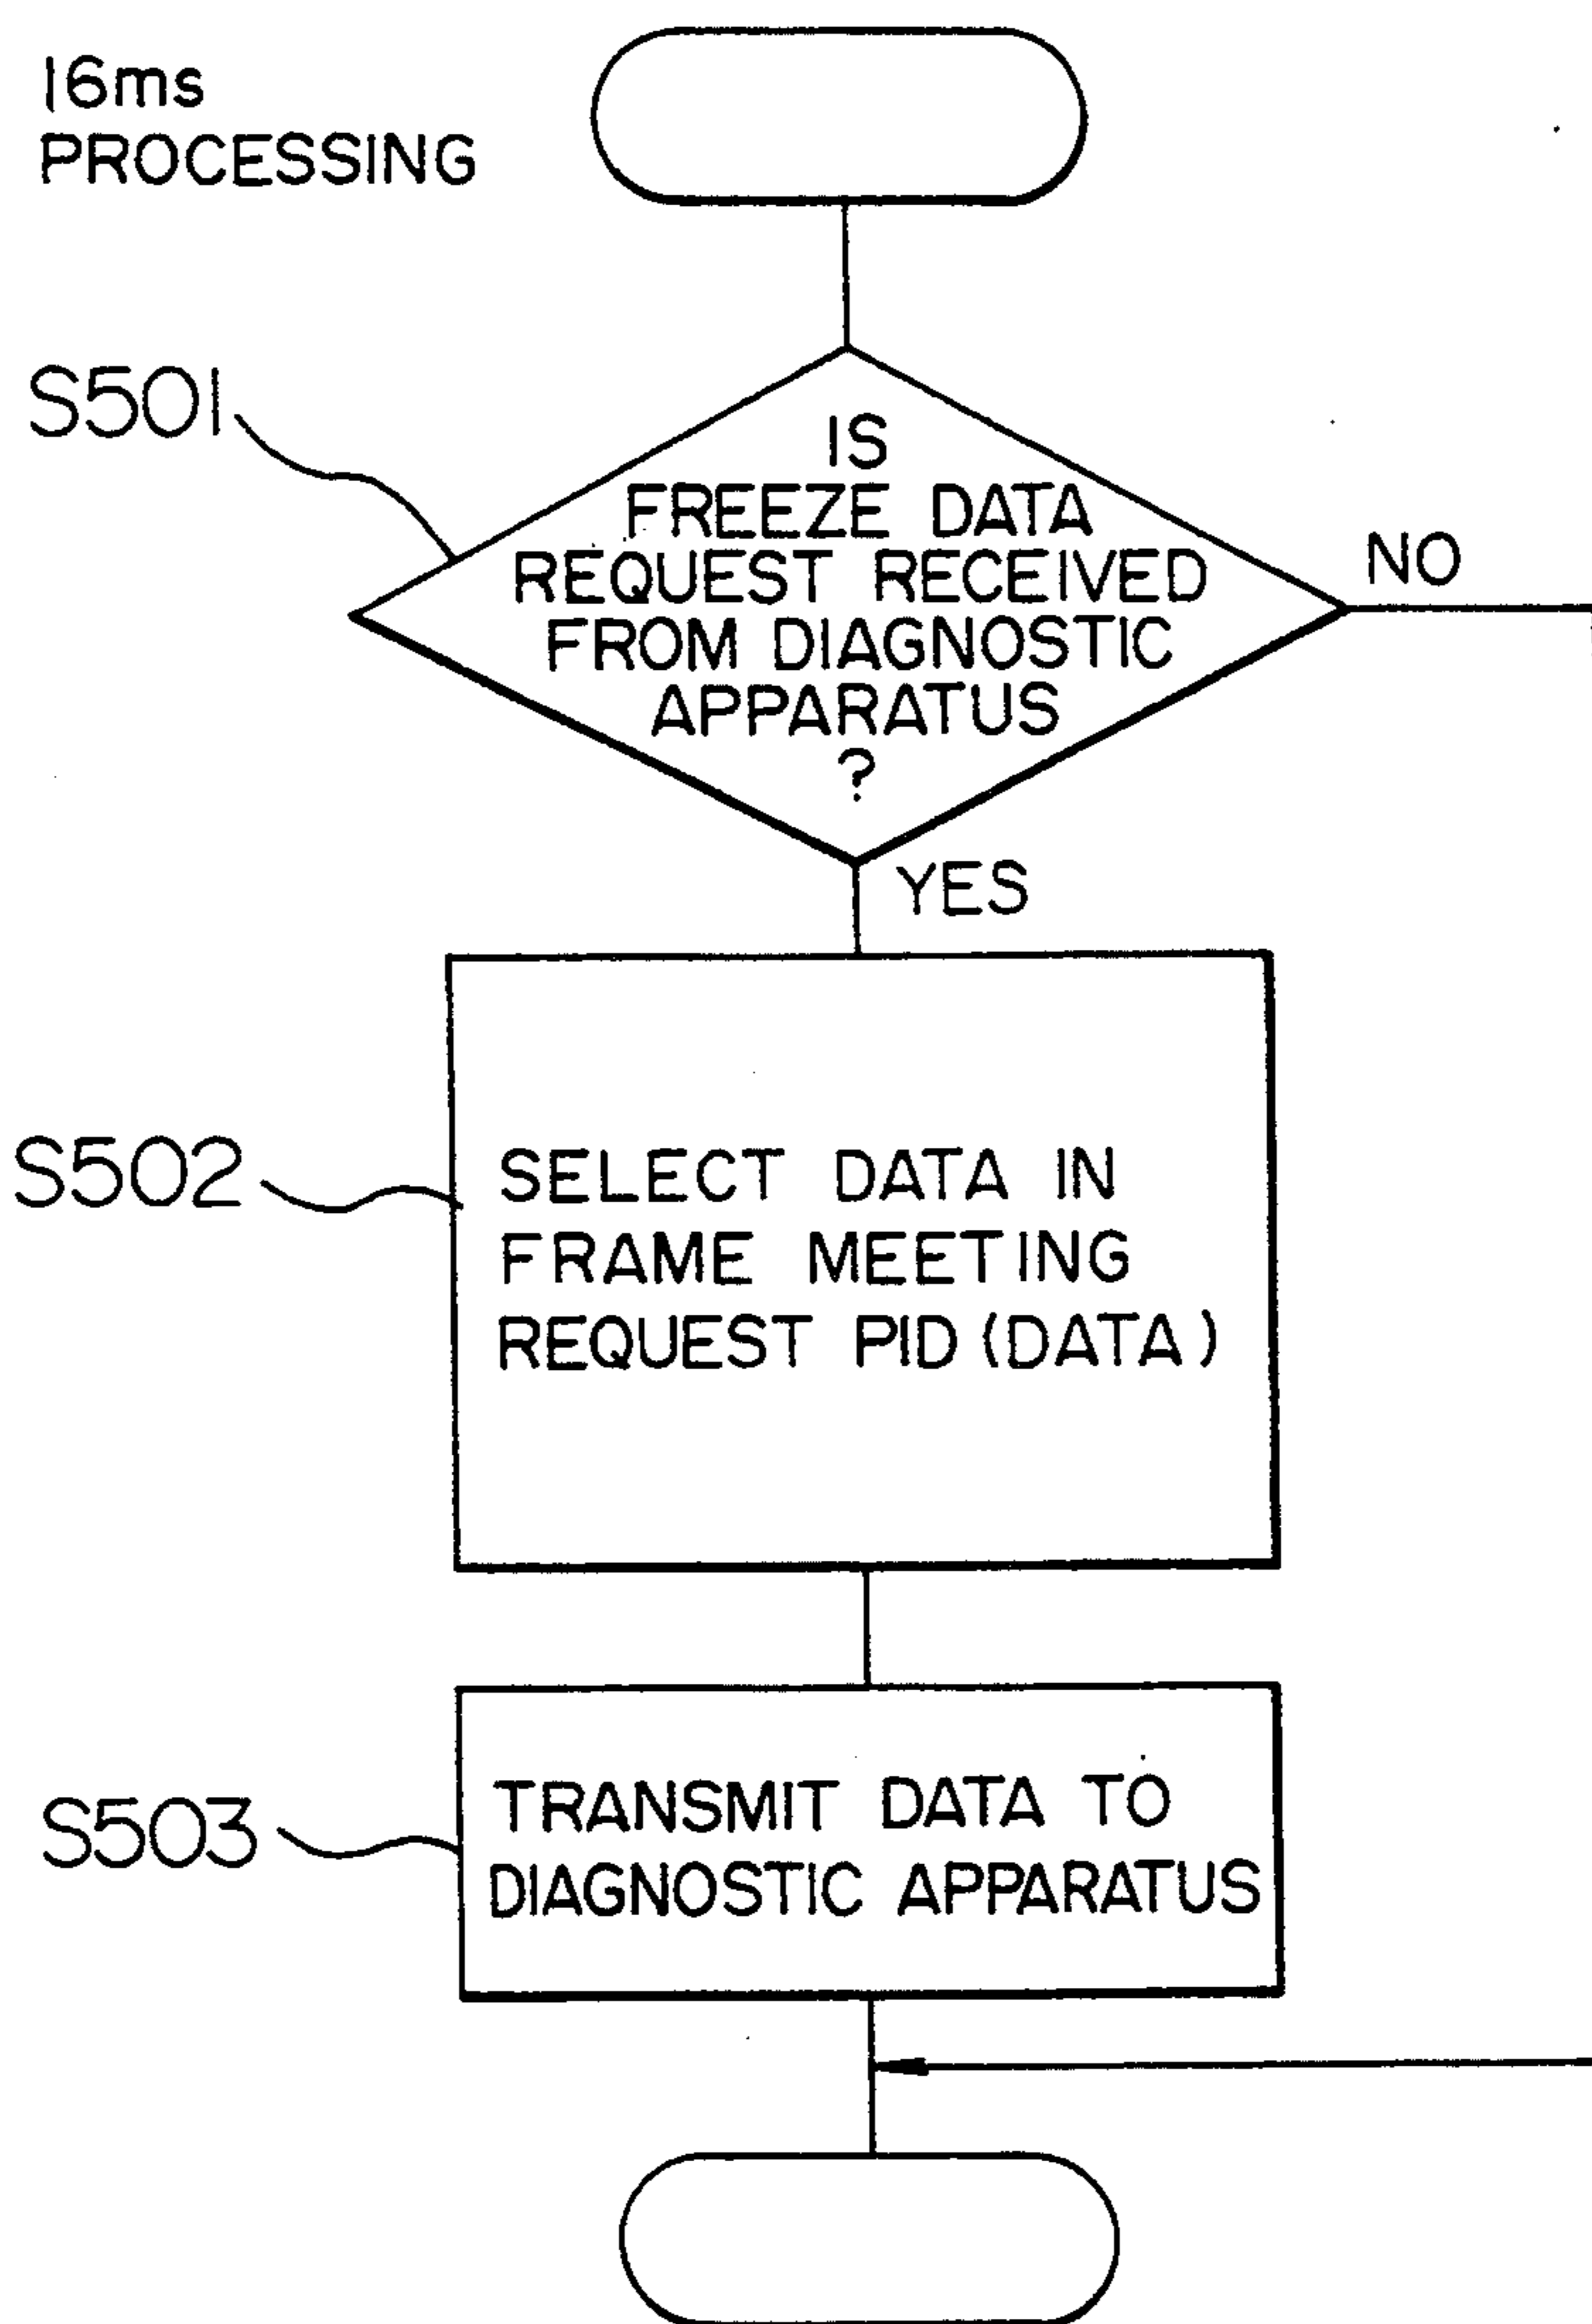 16ms
PROCESSING
S501
IS
FREEZE DATA
REQUEST RECEIVED
FROM DIAGNOSTIC
APPARATUS
?
NO
YES
S502
SELECT DATA IN
FRAME MEETING
REQUEST PID (DATA)
S503
TRANSMIT DATA TO
DIAGNOSTIC APPARATUS